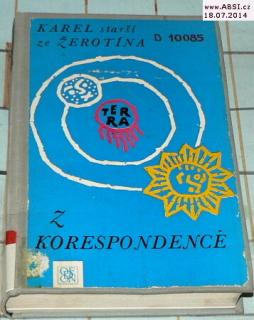 www.ABSI.cz
18.07.2014
KAREL starší
ze ŽEROTÍNA
D 10085
TER
RA
Z
KORESPONDENCE